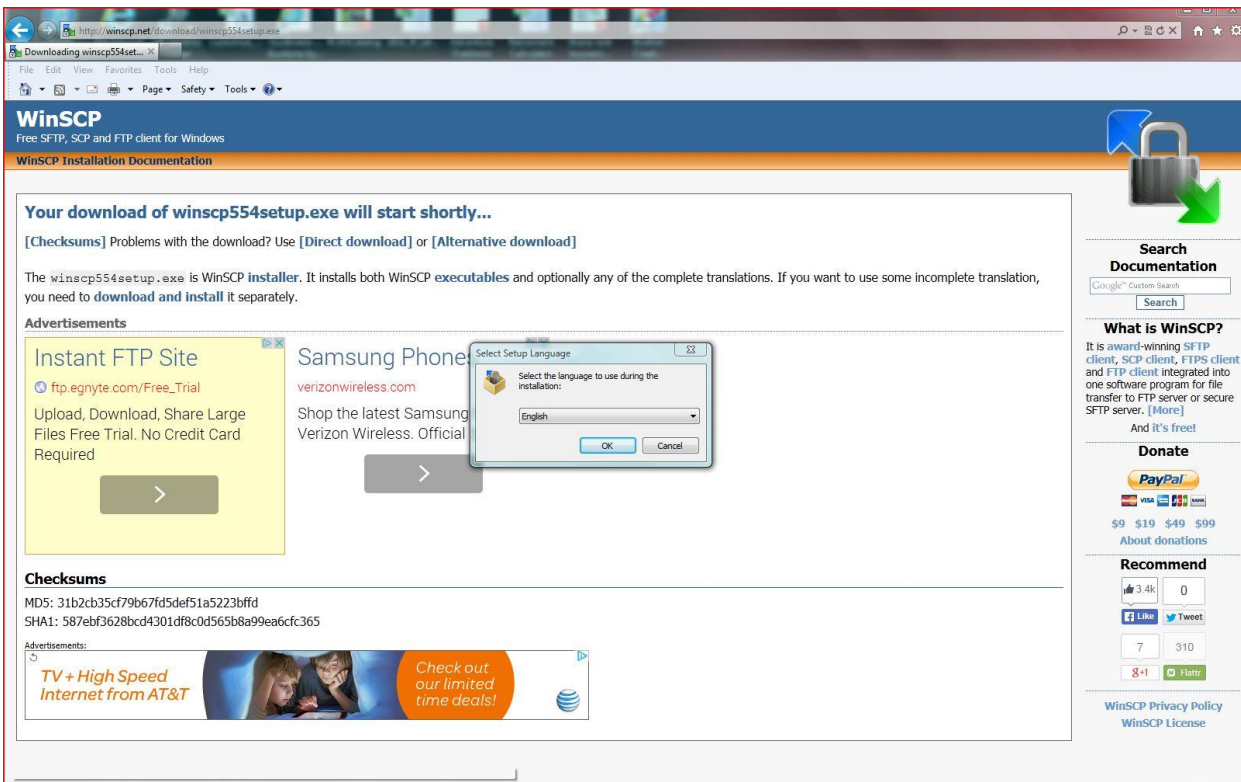 http://winscp.net/download/winscp554setup.exe
Downloading winscp554set...
File Edit View Favorites Tools Help
Page Safety Tools
WinSCP
Free SFTP, SCP and FTP client for Windows
WinSCP Installation Documentation
Your download of winscp554setup.exe will start shortly...
[Checksums] Problems with the download? Use [Direct download] or [Alternative download]
The winscp554setup.exe is WinSCP installer. It installs both WinSCP executables and optionally any of the complete translations. If you want to use some incomplete translation,
you need to download and install it separately.
Advertisements
Instant FTP Site
ftp.egnyte.com/Free_Trial
Upload, Download, Share Large
Files Free Trial. No Credit Card
Required
Samsung Phones
verizonwireless.com
Shop the latest Samsung
Verizon Wireless. Official
Select Setup Language
Select the language to use during the
installation:
English
OK Cancel
Checksums
MD5: 31b2cb35cf79b67fd5def51a5223bffd
SHA1: 587ebf3628bcd4301df8c0d565b8a99ea6cfc365
Advertisements:
TV + High Speed
Internet from AT&T
Check out
our limited
time deals!
Search
Documentation
Google™ Custom Search
Search
What is WinSCP?
It is award-winning SFTP
client, SCP client, FTPS client
and FTP client integrated into
one software program for file
transfer to FTP server or secure
SFTP server. [More]
And it's free!
Donate
PayPal
VISA
$9 $19 $49 $99
About donations
Recommend
3.4k 0
Like Tweet
7 310
g+1 Flattr
WinSCP Privacy Policy
WinSCP License